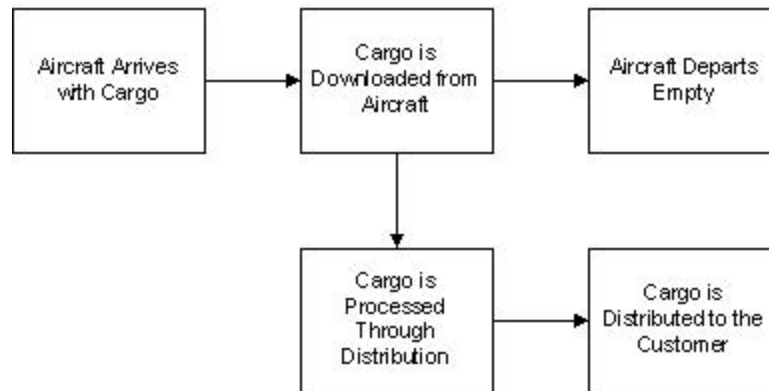 Aircraft Arrives
with Cargo
Cargo is
Downloaded from
Aircraft
Aircraft Departs
Empty
Cargo is
Processed
Through
Distribution
Cargo is
Distributed to the
Customer